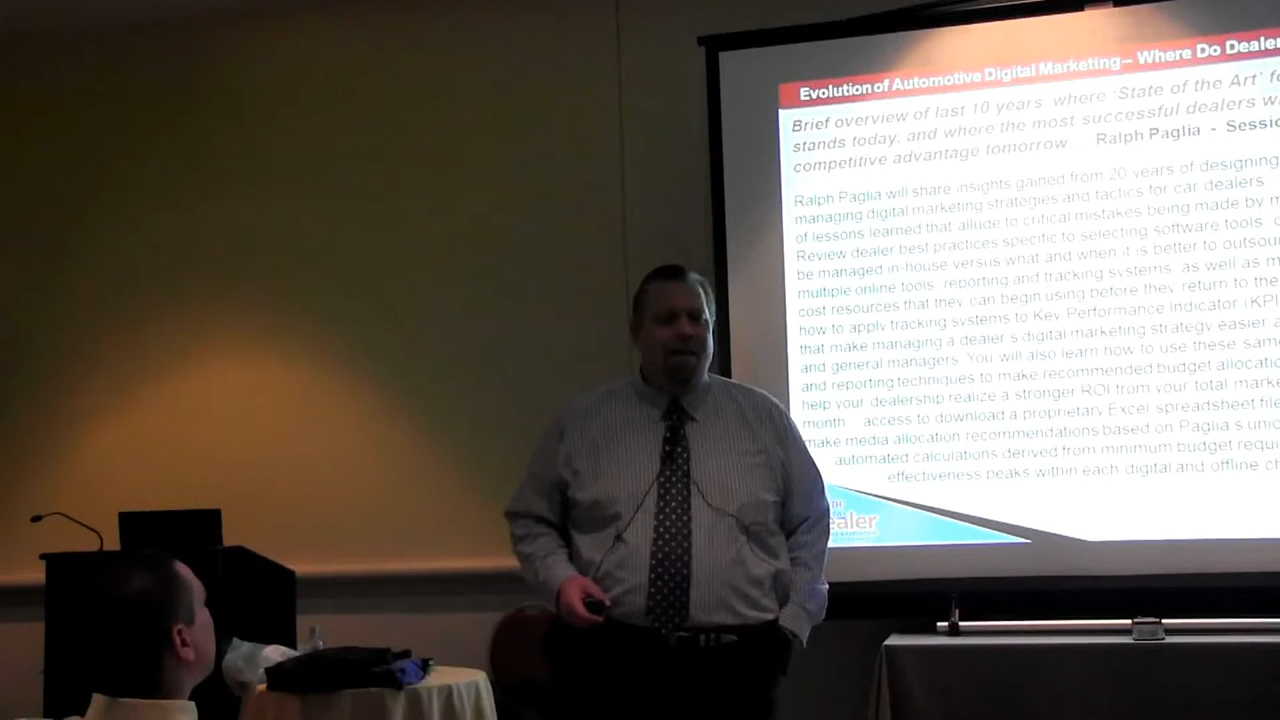 Evolution of Automotive Digital Marketing – Where Do Dealer
Brief overview of last 10 years where 'State of the Art' fo
stands today, and where the most successful dealers w
competitive advantage tomorrow. Ralph Paglia - Sessio
Ralph Paglia will share insights gained from 20 years of designing
managing digital marketing strategies and tactics for car dealers
of lessons learned that allude to critical mistakes being made by m
Review dealer best practices specific to selecting software tools
be managed in-house versus what and when it is better to outsou
multiple online tools reporting and tracking systems as well as m
cost resources that they can begin using before they return to the
how to apply tracking systems to Key Performance Indicator (KPI
that make managing a dealer s digital marketing strategy easier a
and general managers. You will also learn how to use these same
and reporting techniques to make recommended budget allocatio
help your dealership realize a stronger ROI from your total marke
month access to download a proprietary Excel spreadsheet file
make media allocation recommendations based on Paglia s uniq
automated calculations derived from minimum budget requ
effectiveness peaks within each digital and offline ch
TH
ealer